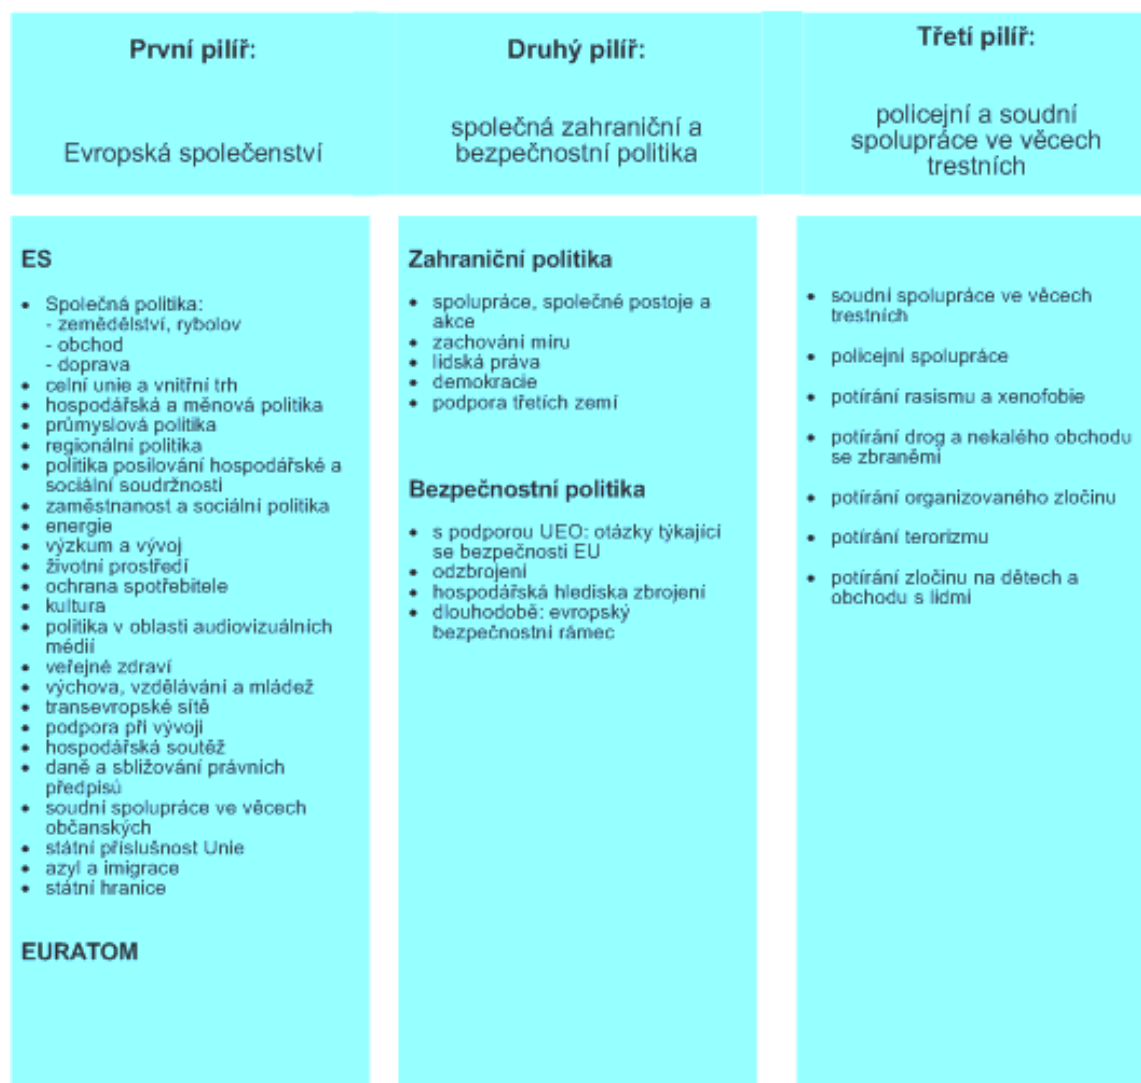 První pilíř:
Evropská společenství
Druhý pilíř:
společná zahraniční a
bezpečnostní politika
Třetí pilíř:
policejní a soudní
spolupráce ve věcech
trestních
ES
• Společná politika:
- zemědělství, rybolov
- obchod
- doprava
• celní unie a vnitřní trh
• hospodářská a měnová politika
• průmyslová politika
• regionální politika
• politika posilování hospodářské a
sociální soudržnosti
• zaměstnanost a sociální politika
• energie
• výzkum a vývoj
• životní prostředí
• ochrana spotřebitele
• kultura
• politika v oblasti audiovizuálních
médií
• veřejné zdraví
• výchova, vzdělávání a mládež
• transevropské sítě
• podpora při vývoji
• hospodářská soutěž
• daně a sbližování právních
předpisů
• soudní spolupráce ve věcech
občanských
• státní příslušnost Unie
• azyl a imigrace
• státní hranice
EURATOM
Zahraniční politika
• spolupráce, společné postoje a
akce
• zachování míru
• lidská práva
• demokracie
• podpora třetích zemí
Bezpečnostní politika
• s podporou UEO: otázky týkající
se bezpečnosti EU
• odzbrojení
• hospodářská hlediska zbrojení
• dlouhodobě: evropský
bezpečnostní rámec
• soudní spolupráce ve věcech
trestních
• policejní spolupráce
• potírání rasismu a xenofobie
• potírání drog a nekalého obchodu
se zbraněmi
• potírání organizovaného zločinu
• potírání terorizmu
• potírání zločinu na dětech a
obchodu s lidmi